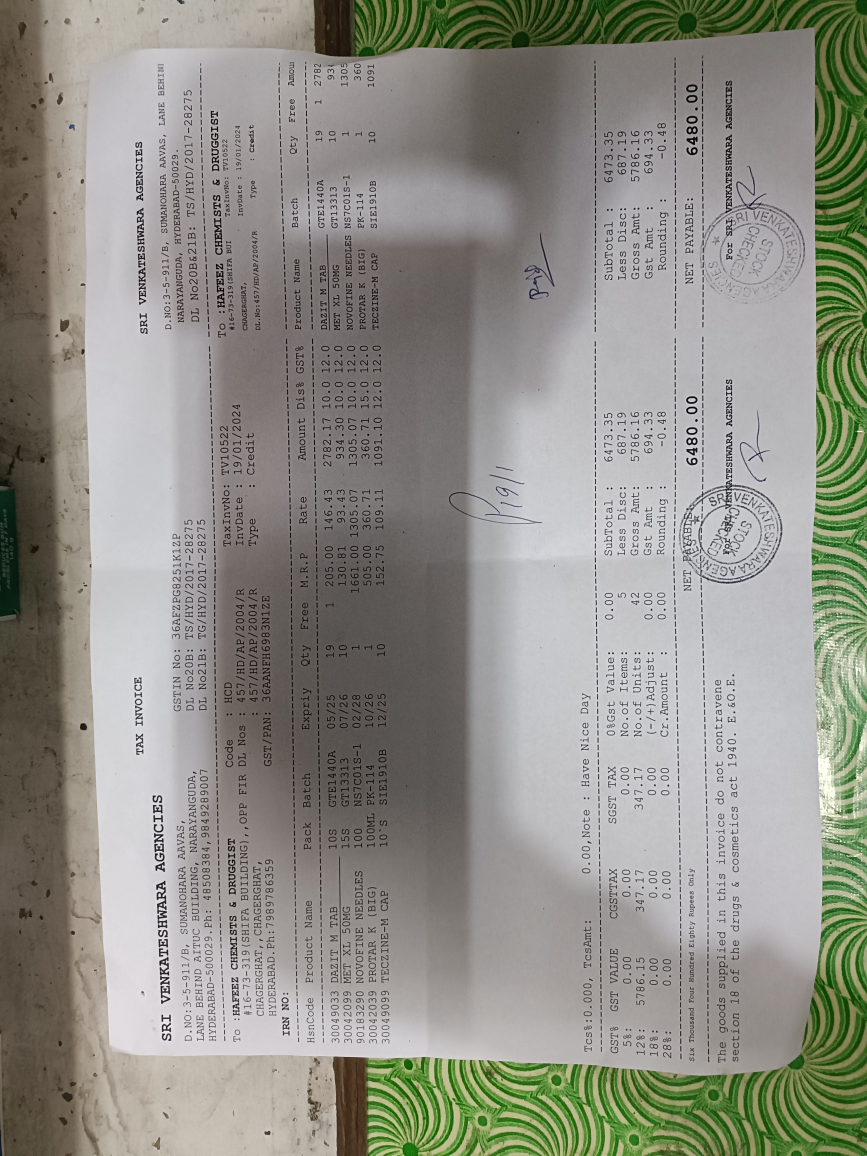 TAX INVOICE
SRI VENKATESHWARA AGENCIES
D.NO:3-5-911/B, SUMANOHARA AAVAS,
LANE BEHIND AITUC BUILDING, NARAYANGUDA,
HYDERABAD-500029.Ph: 48508384,9849289007
GSTIN No: 36AFZPG8251K1ZP
DL No20B: TS/HYD/2017-28275
DL No21B: TG/HYD/2017-28275
To :HAFEEZ CHEMISTS & DRUGGIST
#16-73-319(SHIFA BUILDING),,OPP FIR
CHAGERGHAT,,CHAGERGHAT,
HYDERABAD.Ph:7989786359
Code : HCD
DL Nos : 457/HD/AP/2004/R
: 457/HD/AP/2004/R
GST/PAN: 36AANFH6983N1ZE
TaxInvNo: TV10522
InvDate : 19/01/2024
Type : Credit
IRN NO:
HsnCode Product Name Pack Batch Expriy Qty Free M.R.P Rate Amount Dis% GST%
30049033 DAZIT M TAB 10S GTE1440A 05/25 19 1 205.00 146.43 2782.17 10.0 12.0
30042099 MET XL 50MG 15S GT13313 07/26 10 130.81 93.43 934.30 10.0 12.0
90183290 NOVOFINE NEEDLES 100 NS7C01S-1 02/28 1 1661.00 1305.07 1305.07 10.0 12.0
30042039 PROTAR K (BIG) 100ML PK-114 10/26 1 505.00 360.71 360.71 15.0 12.0
30049099 TECZINE-M CAP 10`S SIE1910B 12/25 10 152.75 109.11 1091.10 12.0 12.0
19/1
Tcs%:0.000, TcsAmt: 0.00,Note : Have Nice Day
GST% GST VALUE CGSTTAX SGST TAX
5%: 0.00 0.00 0.00
12%: 5786.15 347.17 347.17
18%: 0.00 0.00 0.00
28%: 0.00 0.00 0.00
0%Gst Value: 0.00
No.of Items: 5
No.of Units: 42
(-/+)Adjust: 0.00
Cr.Amount : 0.00
SubTotal : 6473.35
Less Disc: 687.19
Gross Amt: 5786.16
Gst Amt : 694.33
Rounding : -0.48
Six Thousand Four Hundred Eighty Rupees Only
NET PAYABLE: 6480.00
The goods supplied in this invoice do not contravene
section 18 of the drugs & cosmetics act 1940. E.&O.E.
For SRI VENKATESHWARA AGENCIES
SRI VENKATESHWARA AGENCIES
STOCK
CHECKED
SRI VENKATESHWARA AGENCIES
D.NO:3-5-911/B, SUMANOHARA AAVAS, LANE BEHIN
NARAYANGUDA, HYDERABAD-50029.
DL No20B&21B: TS/HYD/2017-28275
To :HAFEEZ CHEMISTS & DRUGGIST
#16-73-319(SHIFA BUI TaxInvNo: TV10522
CHAGERGHAT, InvDate : 19/01/2024
DL.No:457/HD/AP/2004/R Type : Credit
Product Name Batch Qty Free Amou
DAZIT M TAB GTE1440A 19 1 2782
MET XL 50MG GT13313 10 93
NOVOFINE NEEDLES NS7C01S-1 1 1305
PROTAR K (BIG) PK-114 1 360
TECZINE-M CAP SIE1910B 10 1091
SubTotal : 6473.35
Less Disc: 687.19
Gross Amt: 5786.16
Gst Amt : 694.33
Rounding : -0.48
NET PAYABLE: 6480.00
For SRI VENKATESHWARA AGENCIES
SRI VENKATESHWARA AGENCIES
STOCK